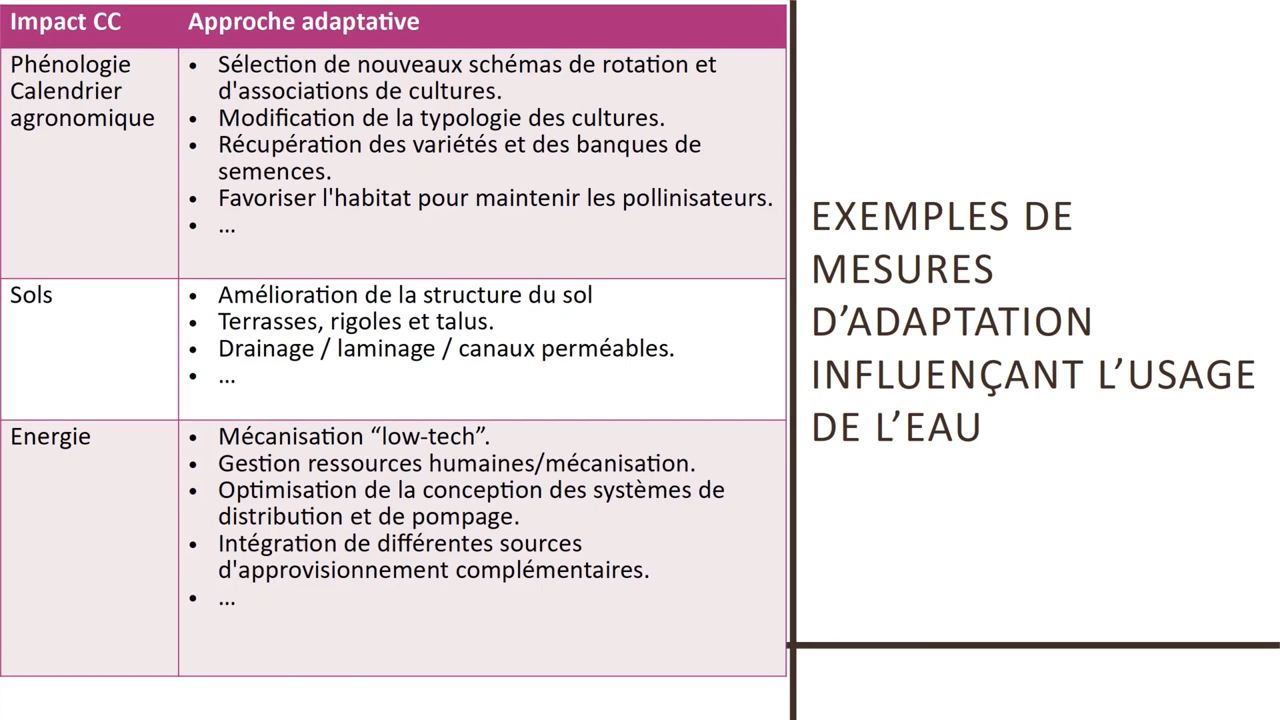 Impact CC
Approche adaptative
Phénologie
Calendrier
agronomique
• Sélection de nouveaux schémas de rotation et
d'associations de cultures.
• Modification de la typologie des cultures.
• Récupération des variétés et des banques de
semences.
• Favoriser l'habitat pour maintenir les pollinisateurs.
• ...
Sols
• Amélioration de la structure du sol
• Terrasses, rigoles et talus.
• Drainage / laminage / canaux perméables.
• ...
Energie
• Mécanisation “low-tech”.
• Gestion ressources humaines/mécanisation.
• Optimisation de la conception des systèmes de
distribution et de pompage.
• Intégration de différentes sources
d'approvisionnement complémentaires.
• ...
EXEMPLES DE
MESURES
D’ADAPTATION
INFLUENÇANT L’USAGE
DE L’EAU